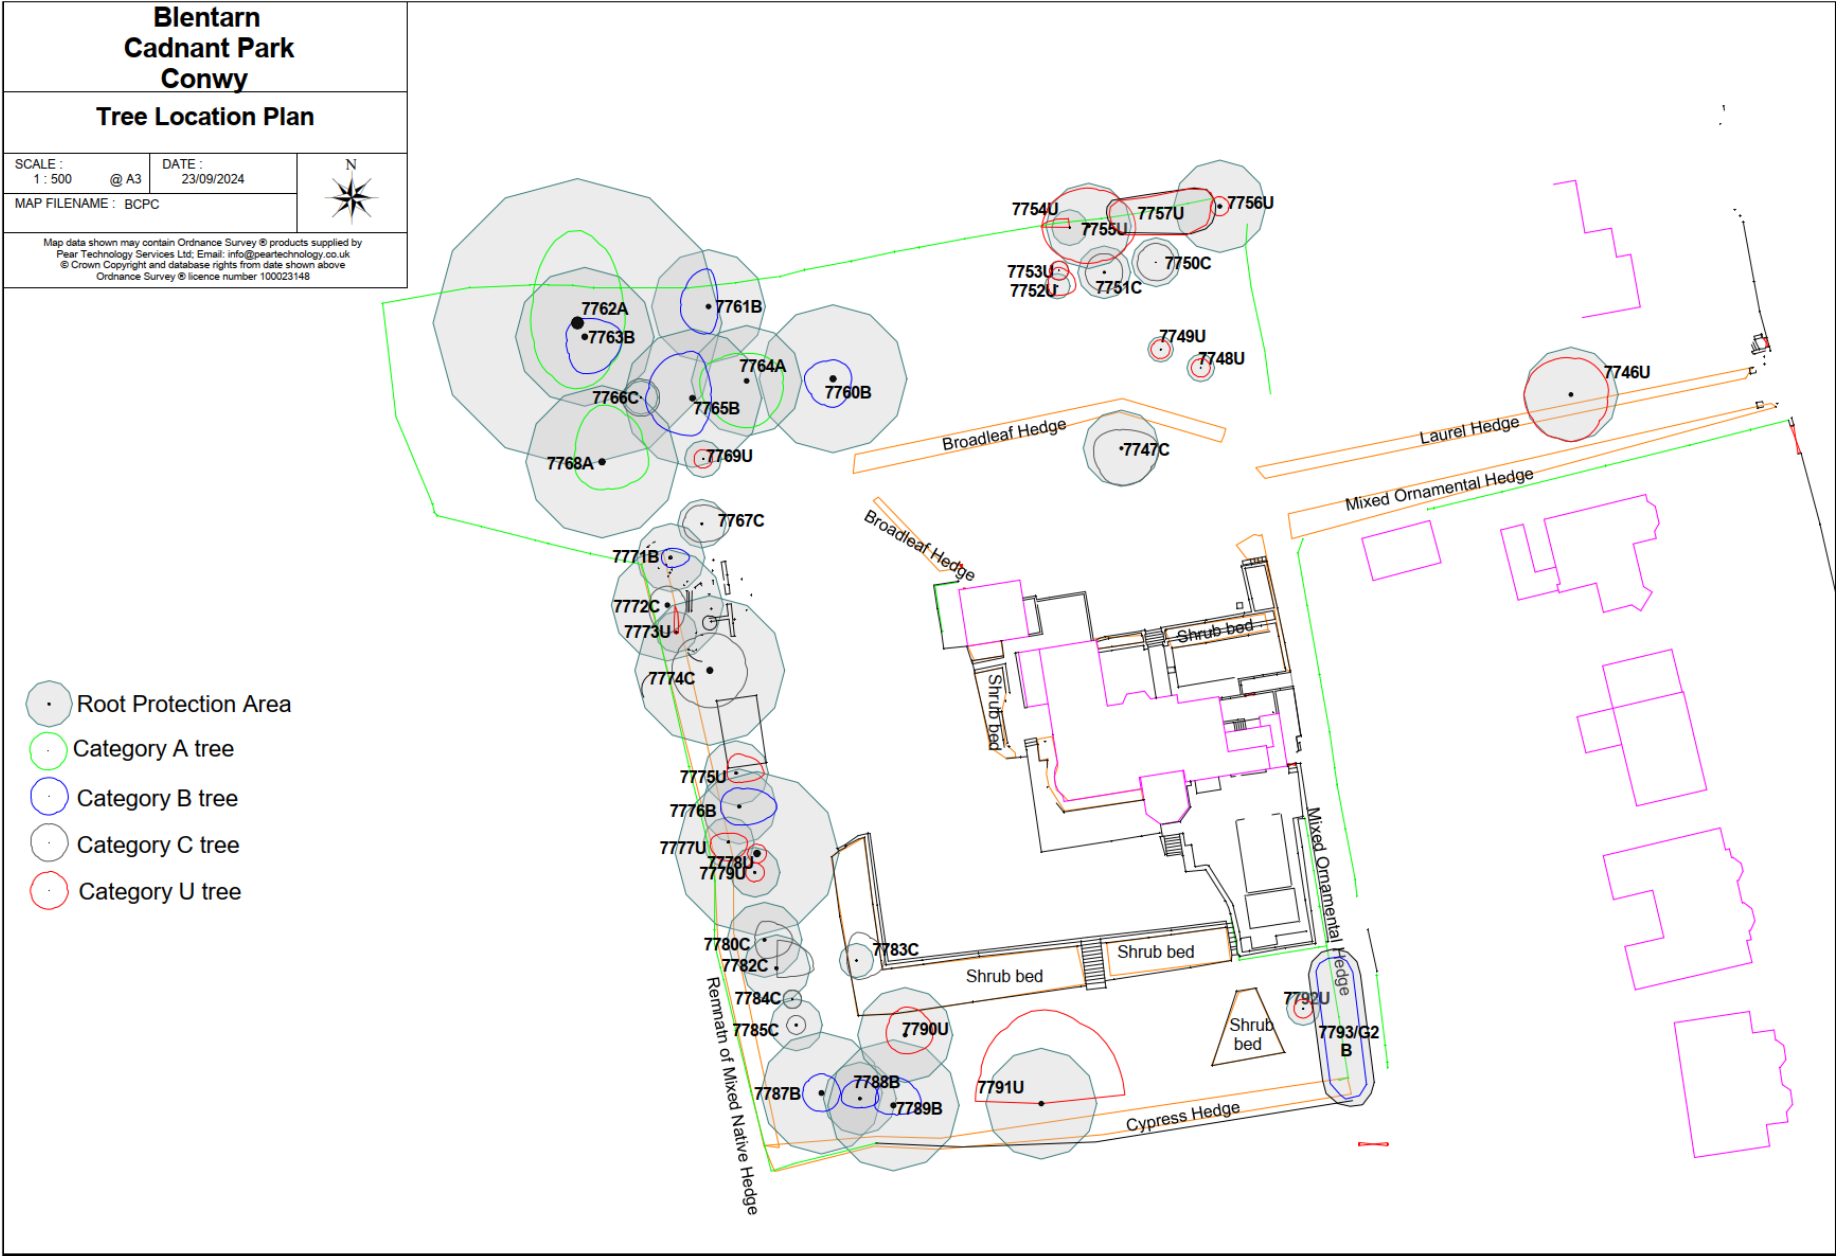 Blentarn
Cadnant Park
Conwy
Tree Location Plan
SCALE :
1 : 500 @ A3
DATE :
23/09/2024
N
MAP FILENAME : BCPC
Map data shown may contain Ordnance Survey ® products supplied by
Pear Technology Services Ltd; Email: info@peartechnology.co.uk
© Crown Copyright and database rights from date shown above
Ordnance Survey ® licence number 100023148
7754U
7755U
7757U
7756U
7753U
7752U
7751C
7750C
7749U
7748U
7762A
7763B
7761B
7764A
7760B
7766C
7765B
7768A
7769U
7746U
Broadleaf Hedge
7747C
Laurel Hedge
Mixed Ornamental Hedge
7767C
Broadleaf Hedge
7771B
7772C
7773U
7774C
Shrub bed
Shrub bed
Root Protection Area
Category A tree
Category B tree
Category C tree
Category U tree
7775U
7776B
7777U
7778U
7779U
Mixed Ornamental Hedge
7780C
7782C
7783C
Shrub bed
Shrub bed
7784C
7785C
Remnatn of Mixed Native Hedge
7790U
7792U
Shrub
bed
7793/G2
B
7787B
7788B
7789B
7791U
Cypress Hedge